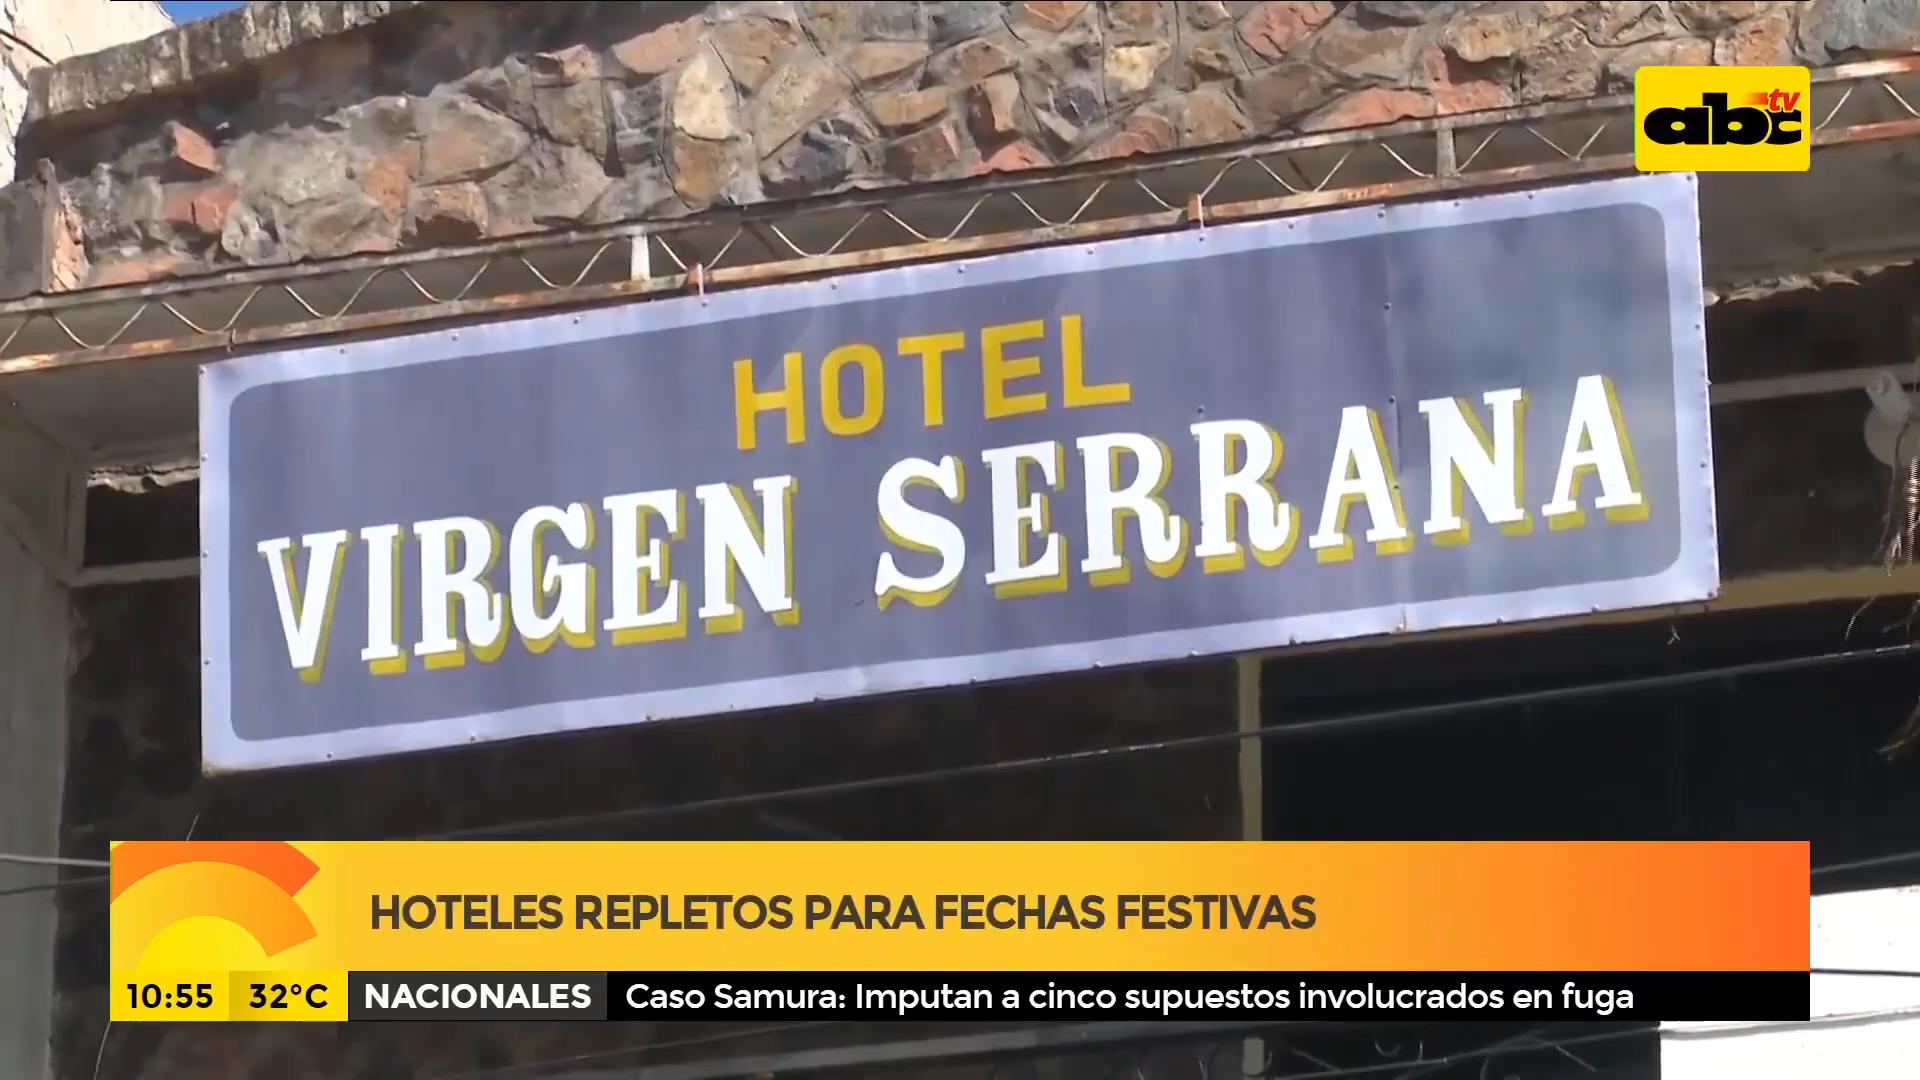 abc tv
HOTEL
VIRGEN SERRANA
HOTELES REPLETOS PARA FECHAS FESTIVAS
10:55 32°C NACIONALES Caso Samura: Imputan a cinco supuestos involucrados en fuga